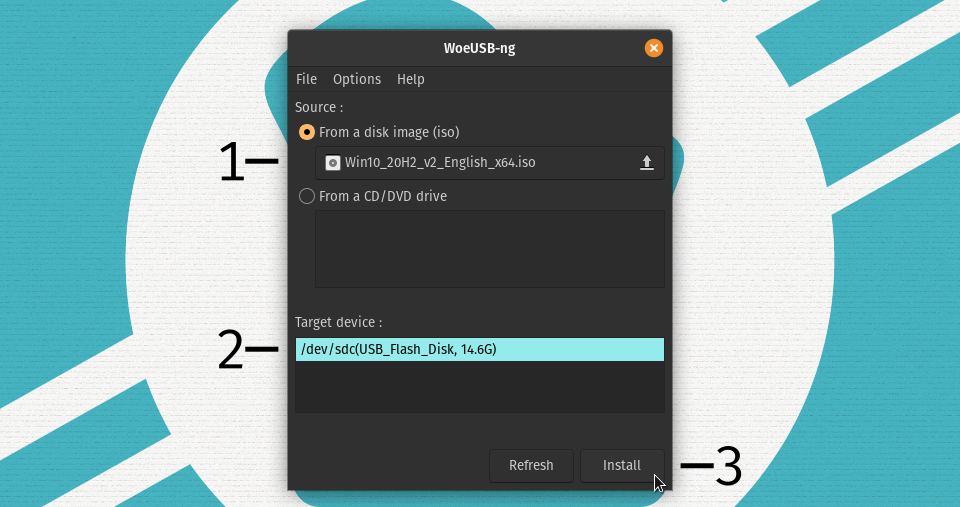 WoeUSB-ng
File Options Help
Source :
From a disk image (iso)
1
Win10_20H2_v2_English_x64.iso
From a CD/DVD drive
Target device :
2
/dev/sdc(USB_Flash_Disk, 14.6G)
Refresh Install
3